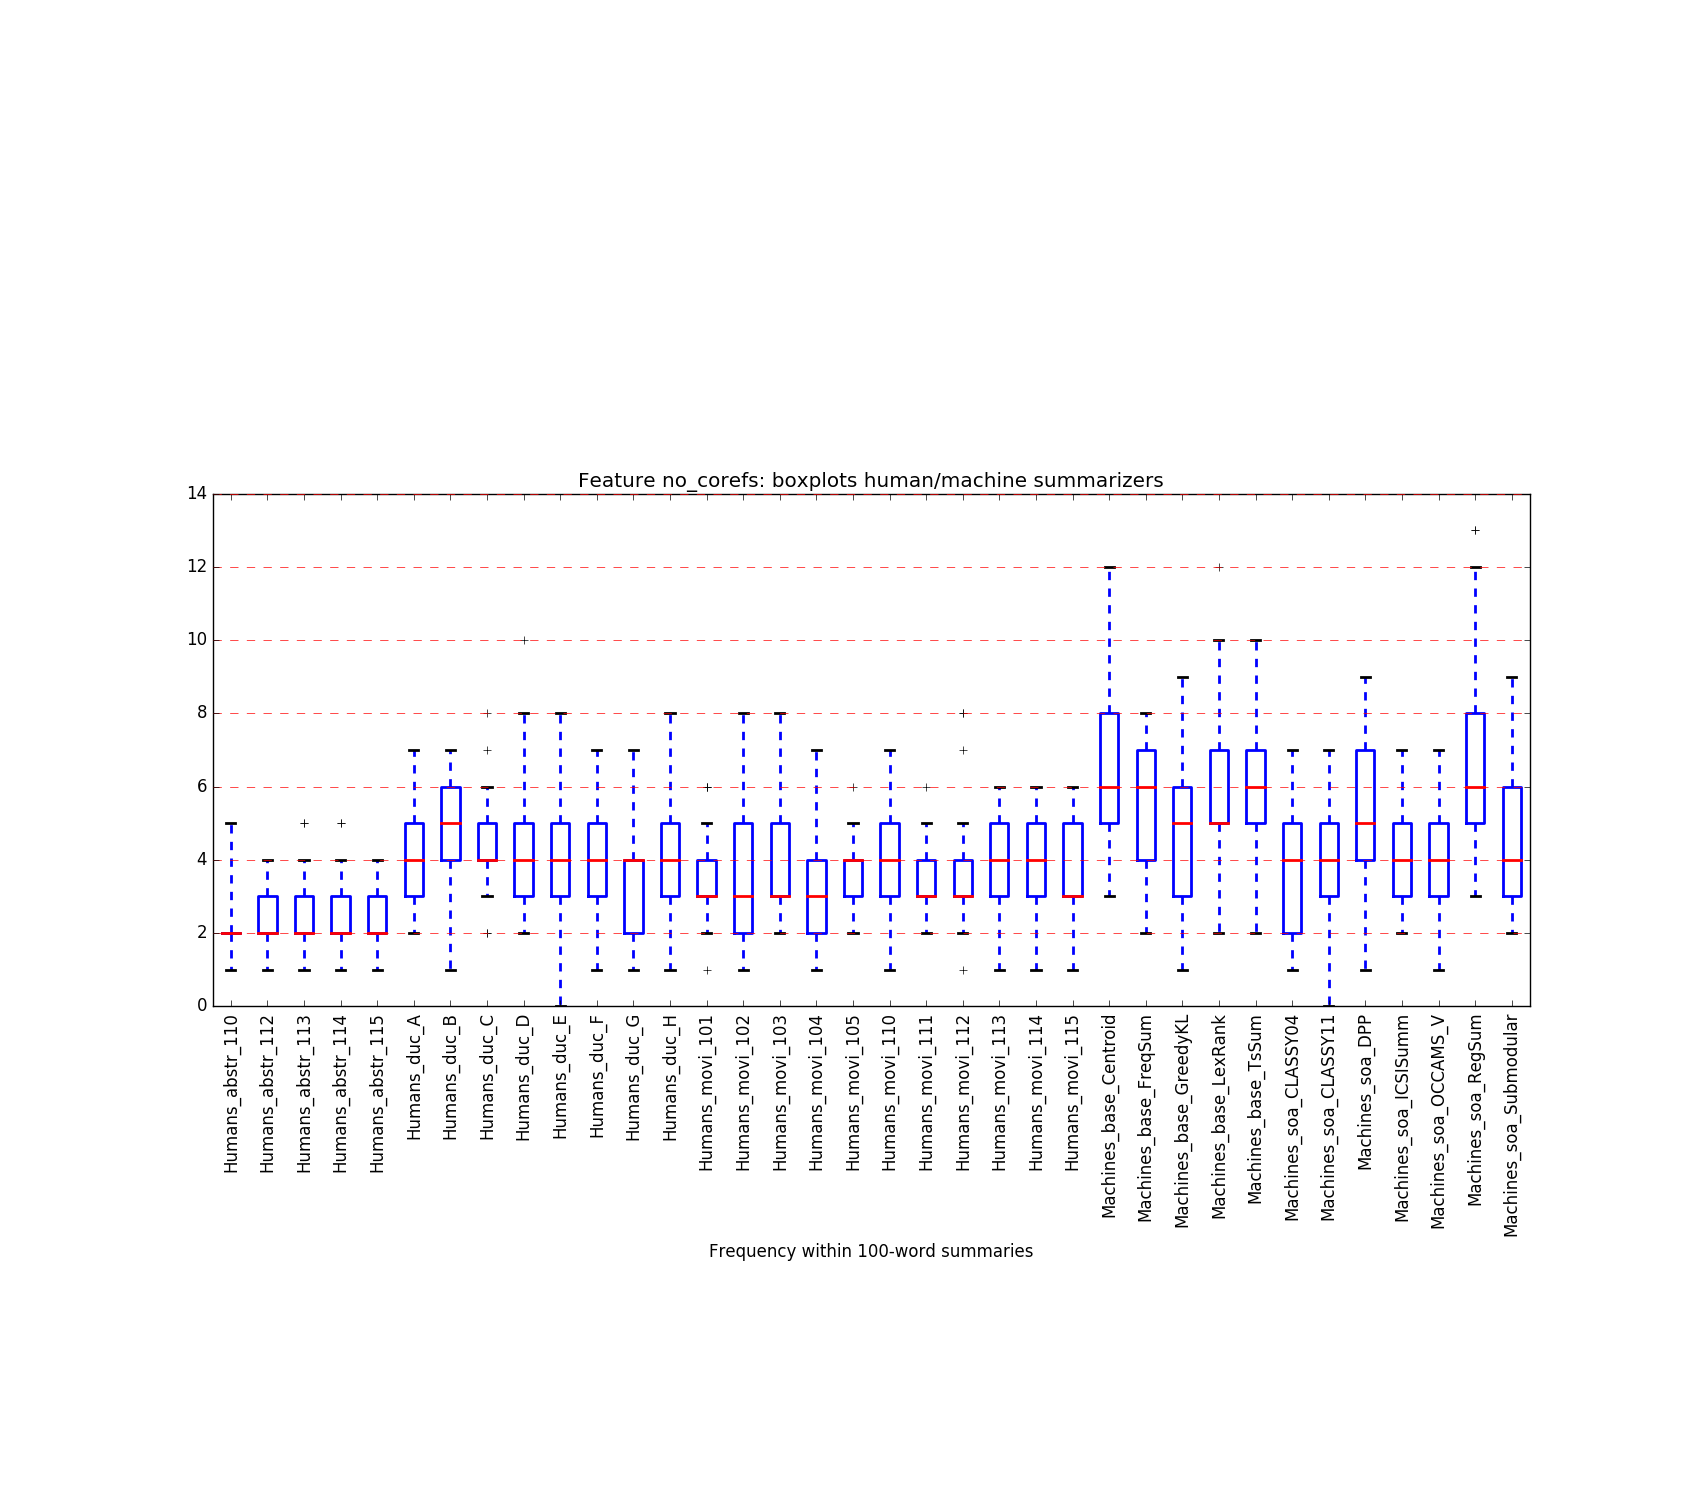 Feature no_corefs: boxplots human/machine summarizers
14
12
10
8
6
4
2
0
Humans_abstr_110
Humans_abstr_112
Humans_abstr_113
Humans_abstr_114
Humans_abstr_115
Humans_duc_A
Humans_duc_B
Humans_duc_C
Humans_duc_D
Humans_duc_E
Humans_duc_F
Humans_duc_G
Humans_duc_H
Humans_movi_101
Humans_movi_102
Humans_movi_103
Humans_movi_104
Humans_movi_105
Humans_movi_110
Humans_movi_111
Humans_movi_112
Humans_movi_113
Humans_movi_114
Humans_movi_115
Machines_base_Centroid
Machines_base_FreqSum
Machines_base_GreedyKL
Machines_base_LexRank
Machines_base_TsSum
Machines_soa_CLASSY04
Machines_soa_CLASSY11
Machines_soa_DPP
Machines_soa_ICSISumm
Machines_soa_OCCAMS_V
Machines_soa_RegSum
Machines_soa_Submodular
Frequency within 100-word summaries